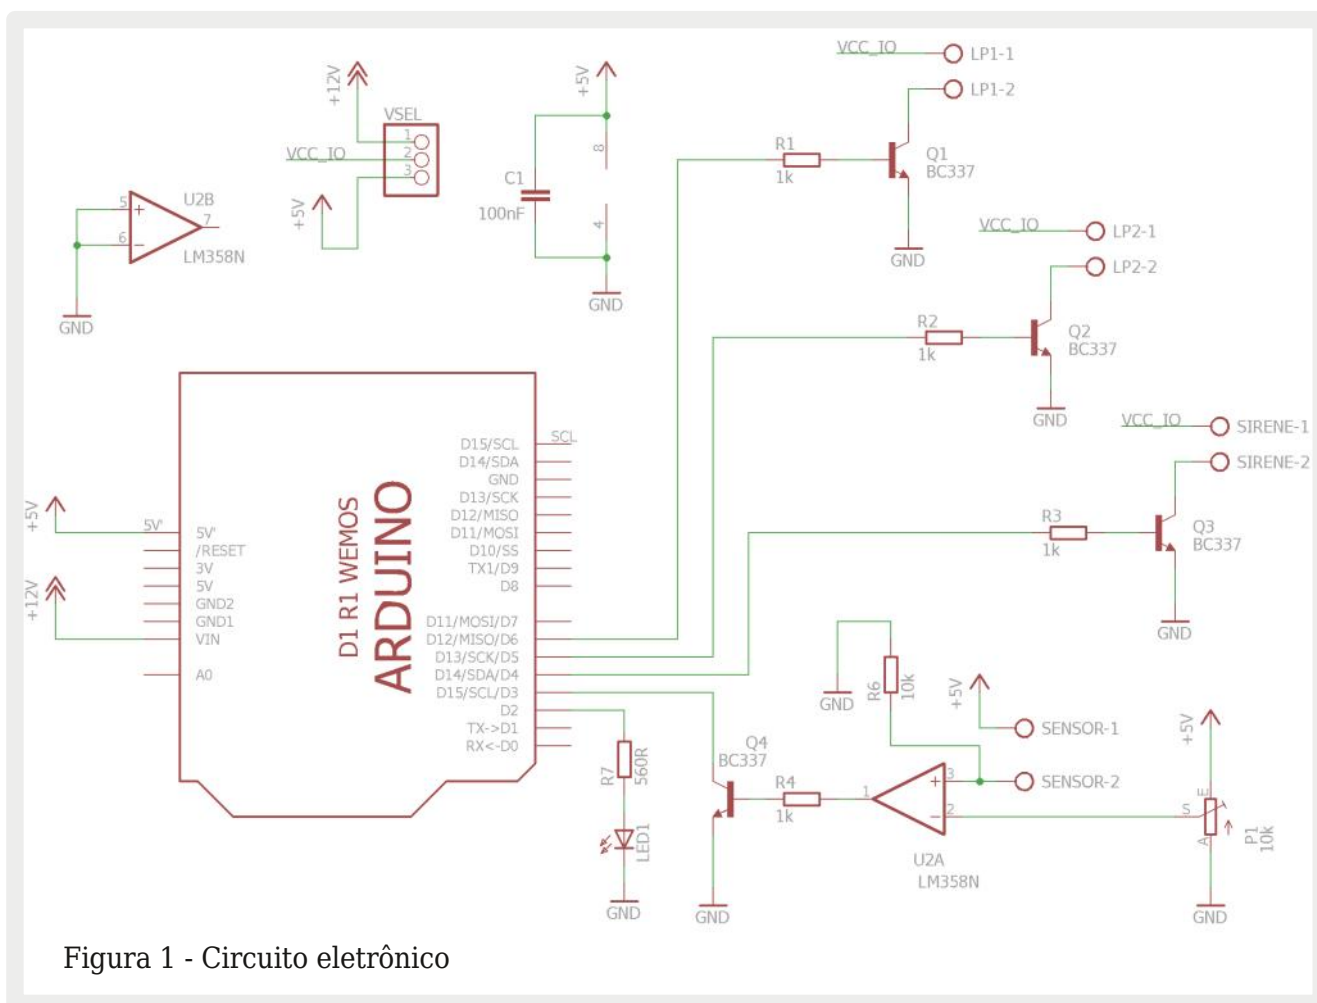 VCC_IO
LP1-1
LP1-2
+12V
+5V
VSEL
1
2
3
VCC_IO
+5V
8
4
C1
100nF
GND
R1
1k
Q1
BC337
GND
U2B
5
6
7
LM358N
GND
VCC_IO
LP2-1
LP2-2
R2
1k
Q2
BC337
GND
VCC_IO
SIRENE-1
SIRENE-2
R3
1k
Q3
BC337
GND
D1 R1 WEMOS
ARDUINO
+5V
5V'
+12V
5V'
/RESET
3V
5V
GND2
GND1
VIN
A0
D15/SCL
SCL
D14/SDA
GND
D13/SCK
D12/MISO
D11/MOSI
D10/SS
TX1/D9
D8
D11/MOSI/D7
D12/MISO/D6
D13/SCK/D5
D14/SDA/D4
D15/SCL/D3
D2
TX->D1
RX<-D0
R7
560R
LED1
GND
Q4
BC337
GND
R4
1k
GND
R6
10k
+5V
SENSOR-1
SENSOR-2
1
3
2
U2A
LM358N
+5V
E
S
A
P1
10k
GND
Figura 1 - Circuito eletrônico